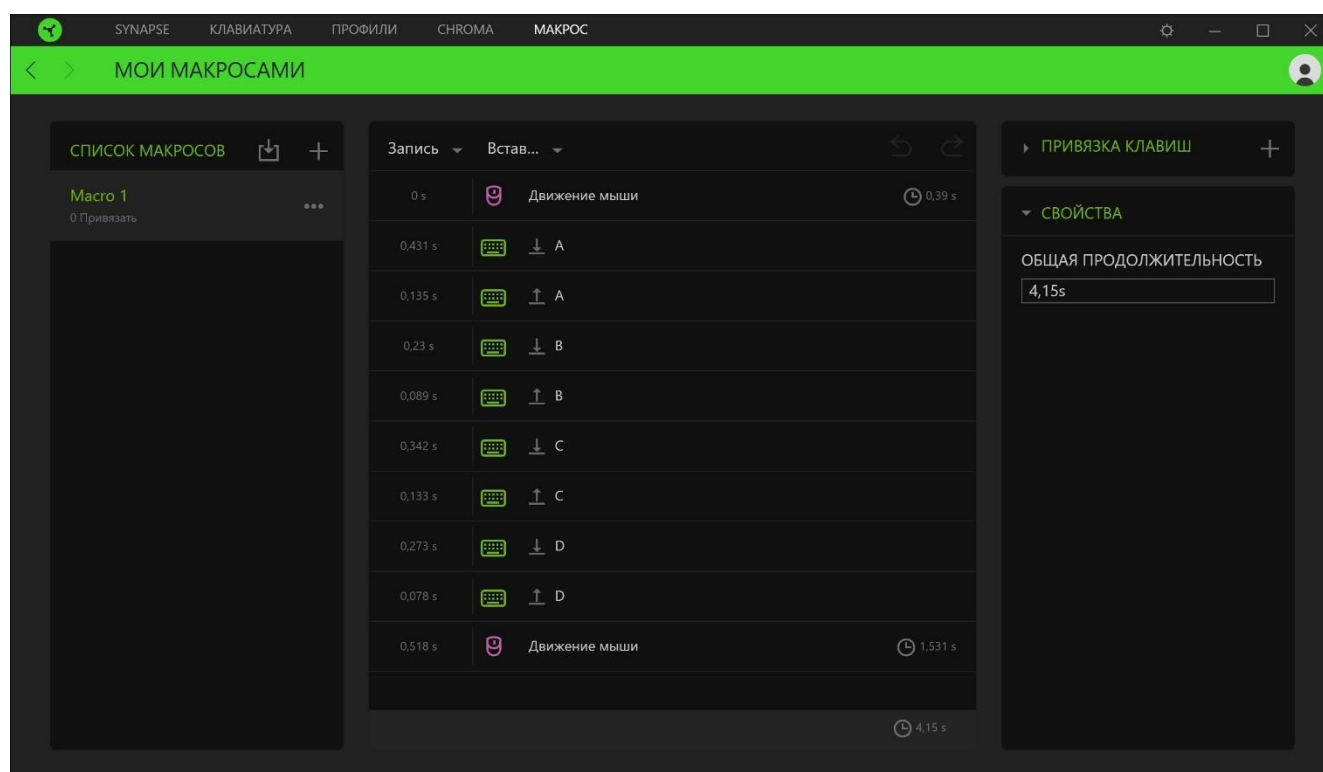 SYNAPSE КЛАВИАТУРА ПРОФИЛИ CHROMA МАКРОС
МОИ МАКРОСАМИ
СПИСОК МАКРОСОВ
Macro 1
0 Привязать
Запись Встав...
0 s Движение мыши 0,39 s
0,431 s A
0,135 s A
0,23 s B
0,089 s B
0,342 s C
0,133 s C
0,273 s D
0,078 s D
0,518 s Движение мыши 1,531 s
4,15 s
ПРИВЯЗКА КЛАВИШ
СВОЙСТВА
ОБЩАЯ ПРОДОЛЖИТЕЛЬНОСТЬ
4,15s